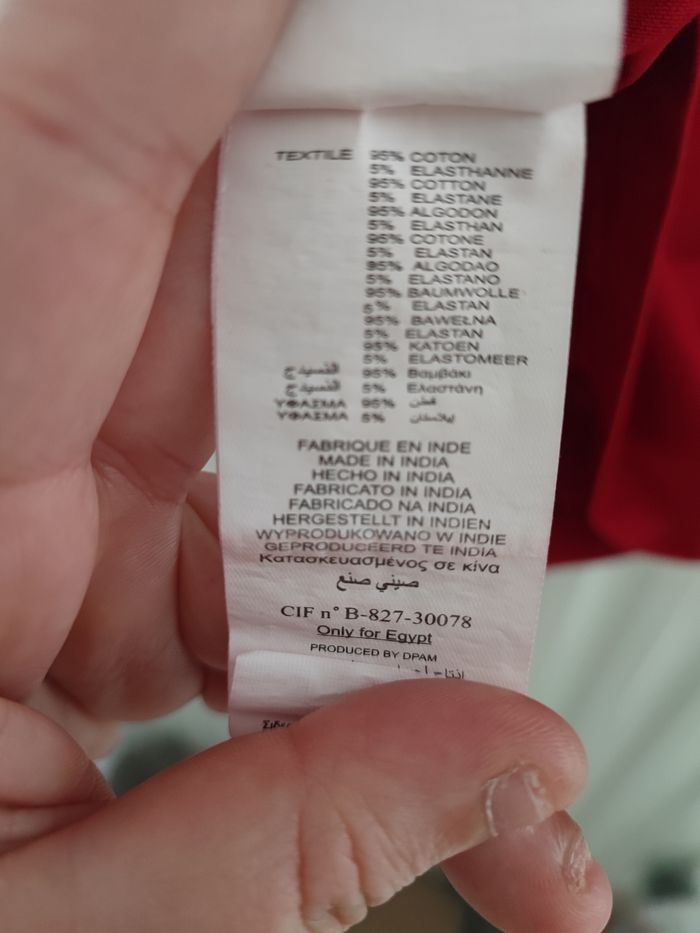 TEXTILE 95% COTON
5% ELASTHANNE
95% COTTON
5% ELASTANE
95% ALGODON
5% ELASTHAN
95% COTONE
5% ELASTAN
95% ALGODAO
5% ELASTANO
95% BAUMWOLLE
5% ELASTAN
95% BAWEŁNA
5% ELASTAN
95% KATOEN
5% ELASTOMEER
95% Βαμβάκι
5% Ελαστάνη
ΥΦΑΣΜΑ 95% قطن
ΥΦΑΣΜΑ 5% إيلاستان
FABRIQUE EN INDE
MADE IN INDIA
HECHO IN INDIA
FABRICATO IN INDIA
FABRICADO NA INDIA
HERGESTELLT IN INDIEN
WYPRODUKOWANO W INDIE
GEPRODUCEERD TE INDIA
Κατασκευασμένος σε κίνα
صيني صنع
CIF n° B-827-30078
Only for Egypt
PRODUCED BY DPAM